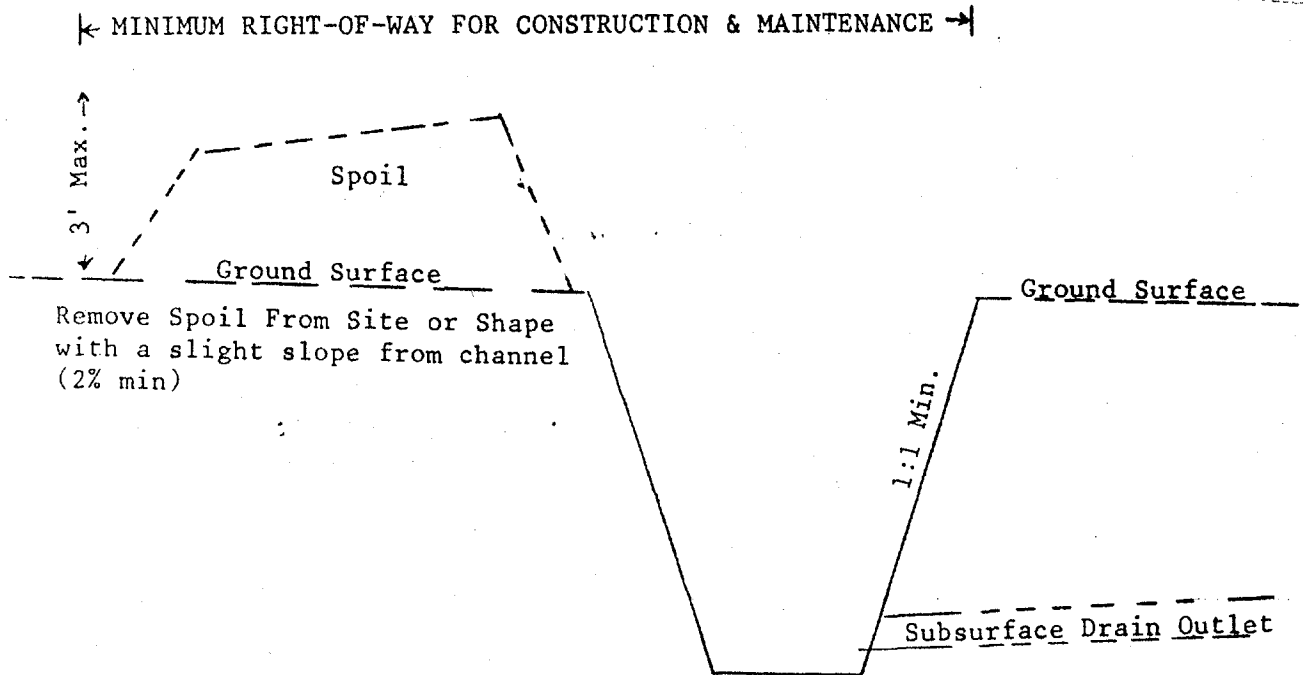 MINIMUM RIGHT-OF-WAY FOR CONSTRUCTION & MAINTENANCE
3' Max.
Spoil
Ground Surface
Ground Surface
Remove Spoil From Site or Shape
with a slight slope from channel
(2% min)
1:1 Min.
Subsurface Drain Outlet